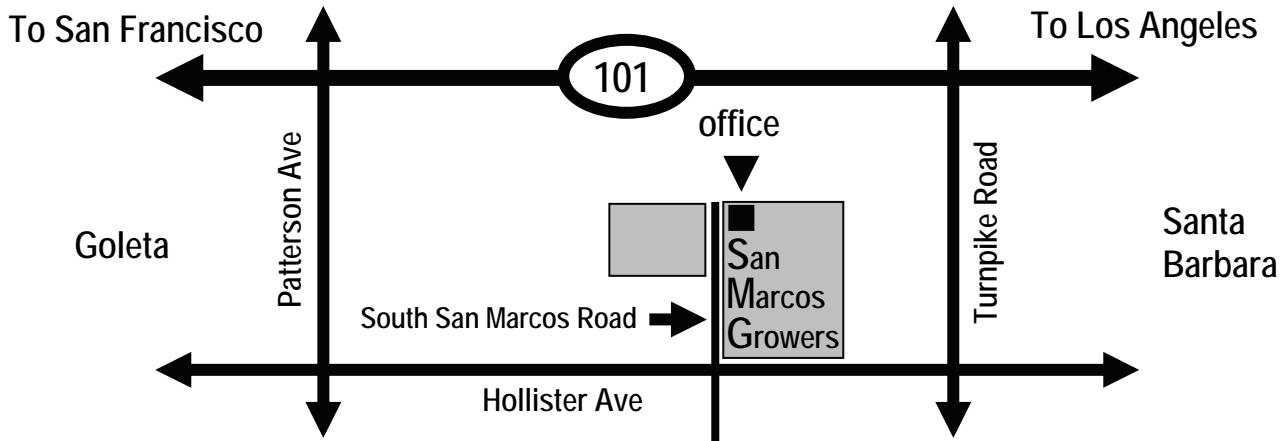 To San Francisco
To Los Angeles
101
office
Patterson Ave
Turnpike Road
Goleta
Santa
Barbara
San
Marcos
Growers
South San Marcos Road
Hollister Ave